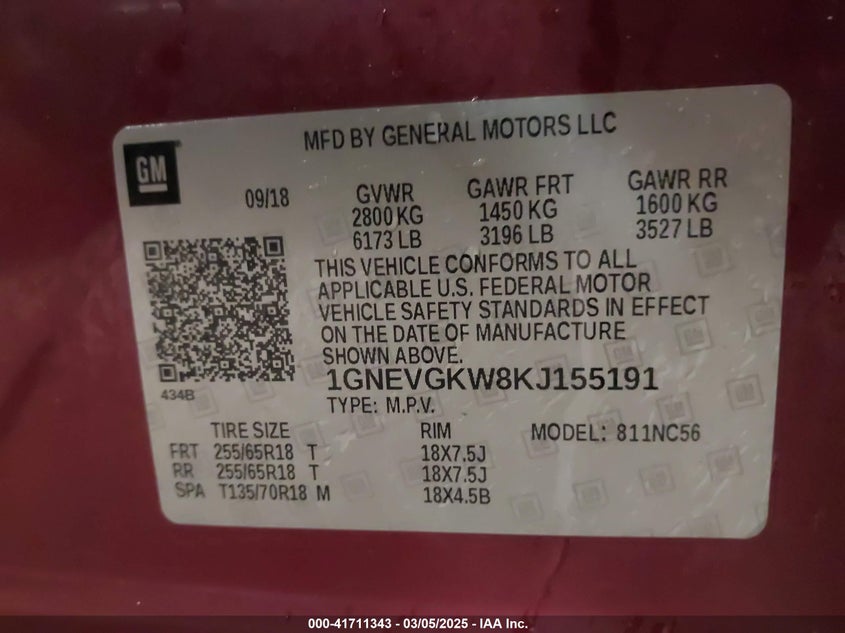 MFD BY GENERAL MOTORS LLC
GM
09/18
GVWR GAWR FRT GAWR RR
2800 KG 1450 KG 1600 KG
6173 LB 3196 LB 3527 LB
THIS VEHICLE CONFORMS TO ALL
APPLICABLE U.S. FEDERAL MOTOR
VEHICLE SAFETY STANDARDS IN EFFECT
ON THE DATE OF MANUFACTURE
SHOWN ABOVE.
1GNEVGKW8KJ155191
434B
TYPE: M.P.V.
TIRE SIZE RIM MODEL: 811NC56
FRT 255/65R18 T 18X7.5J
RR 255/65R18 T 18X7.5J
SPA T135/70R18 M 18X4.5B
000-41711343 — 03/05/2025 - IAA Inc.